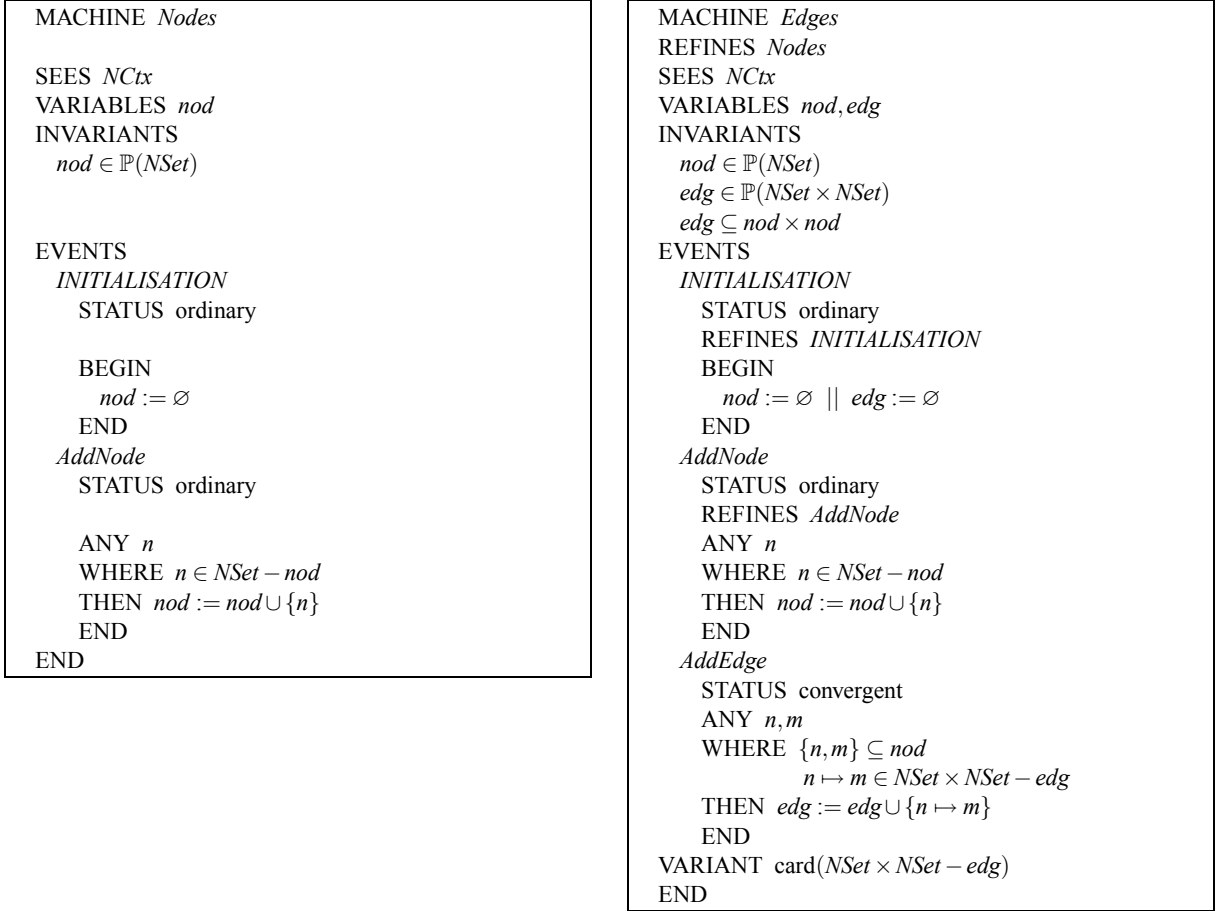 MACHINE Nodes
SEES NCtx
VARIABLES nod
INVARIANTS
nod ∈ ℙ(NSet)
EVENTS
INITIALISATION
STATUS ordinary
BEGIN
nod := ∅
END
AddNode
STATUS ordinary
ANY n
WHERE n ∈ NSet − nod
THEN nod := nod ∪ {n}
END
END
MACHINE Edges
REFINES Nodes
SEES NCtx
VARIABLES nod, edg
INVARIANTS
nod ∈ ℙ(NSet)
edg ∈ ℙ(NSet × NSet)
edg ⊆ nod × nod
EVENTS
INITIALISATION
STATUS ordinary
REFINES INITIALISATION
BEGIN
nod := ∅ || edg := ∅
END
AddNode
STATUS ordinary
REFINES AddNode
ANY n
WHERE n ∈ NSet − nod
THEN nod := nod ∪ {n}
END
AddEdge
STATUS convergent
ANY n, m
WHERE {n, m} ⊆ nod
n ↦ m ∈ NSet × NSet − edg
THEN edg := edg ∪ {n ↦ m}
END
VARIANT card(NSet × NSet − edg)
END